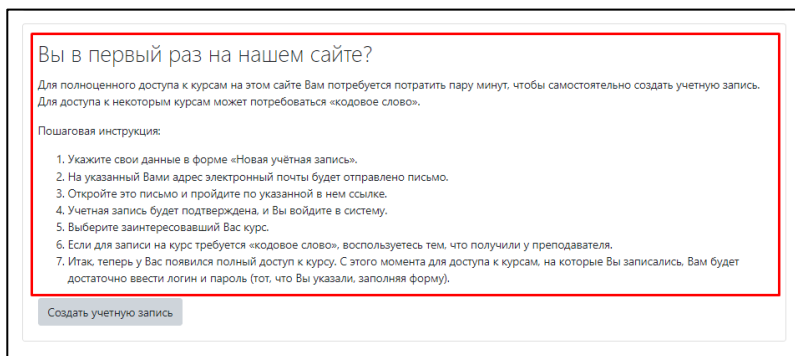 Вы в первый раз на нашем сайте?
Для полноценного доступа к курсам на этом сайте Вам потребуется потратить пару минут, чтобы самостоятельно создать учетную запись.
Для доступа к некоторым курсам может потребоваться «кодовое слово».
Пошаговая инструкция:
1. Укажите свои данные в форме «Новая учётная запись».
2. На указанный Вами адрес электронной почты будет отправлено письмо.
3. Откройте это письмо и пройдите по указанной в нем ссылке.
4. Учетная запись будет подтверждена, и Вы войдите в систему.
5. Выберите заинтересовавший Вас курс.
6. Если для записи на курс требуется «кодовое слово», воспользуетесь тем, что получили у преподавателя.
7. Итак, теперь у Вас появился полный доступ к курсу. С этого момента для доступа к курсам, на которые Вы записались, Вам будет
достаточно ввести логин и пароль (тот, что Вы указали, заполняя форму).
Создать учетную запись